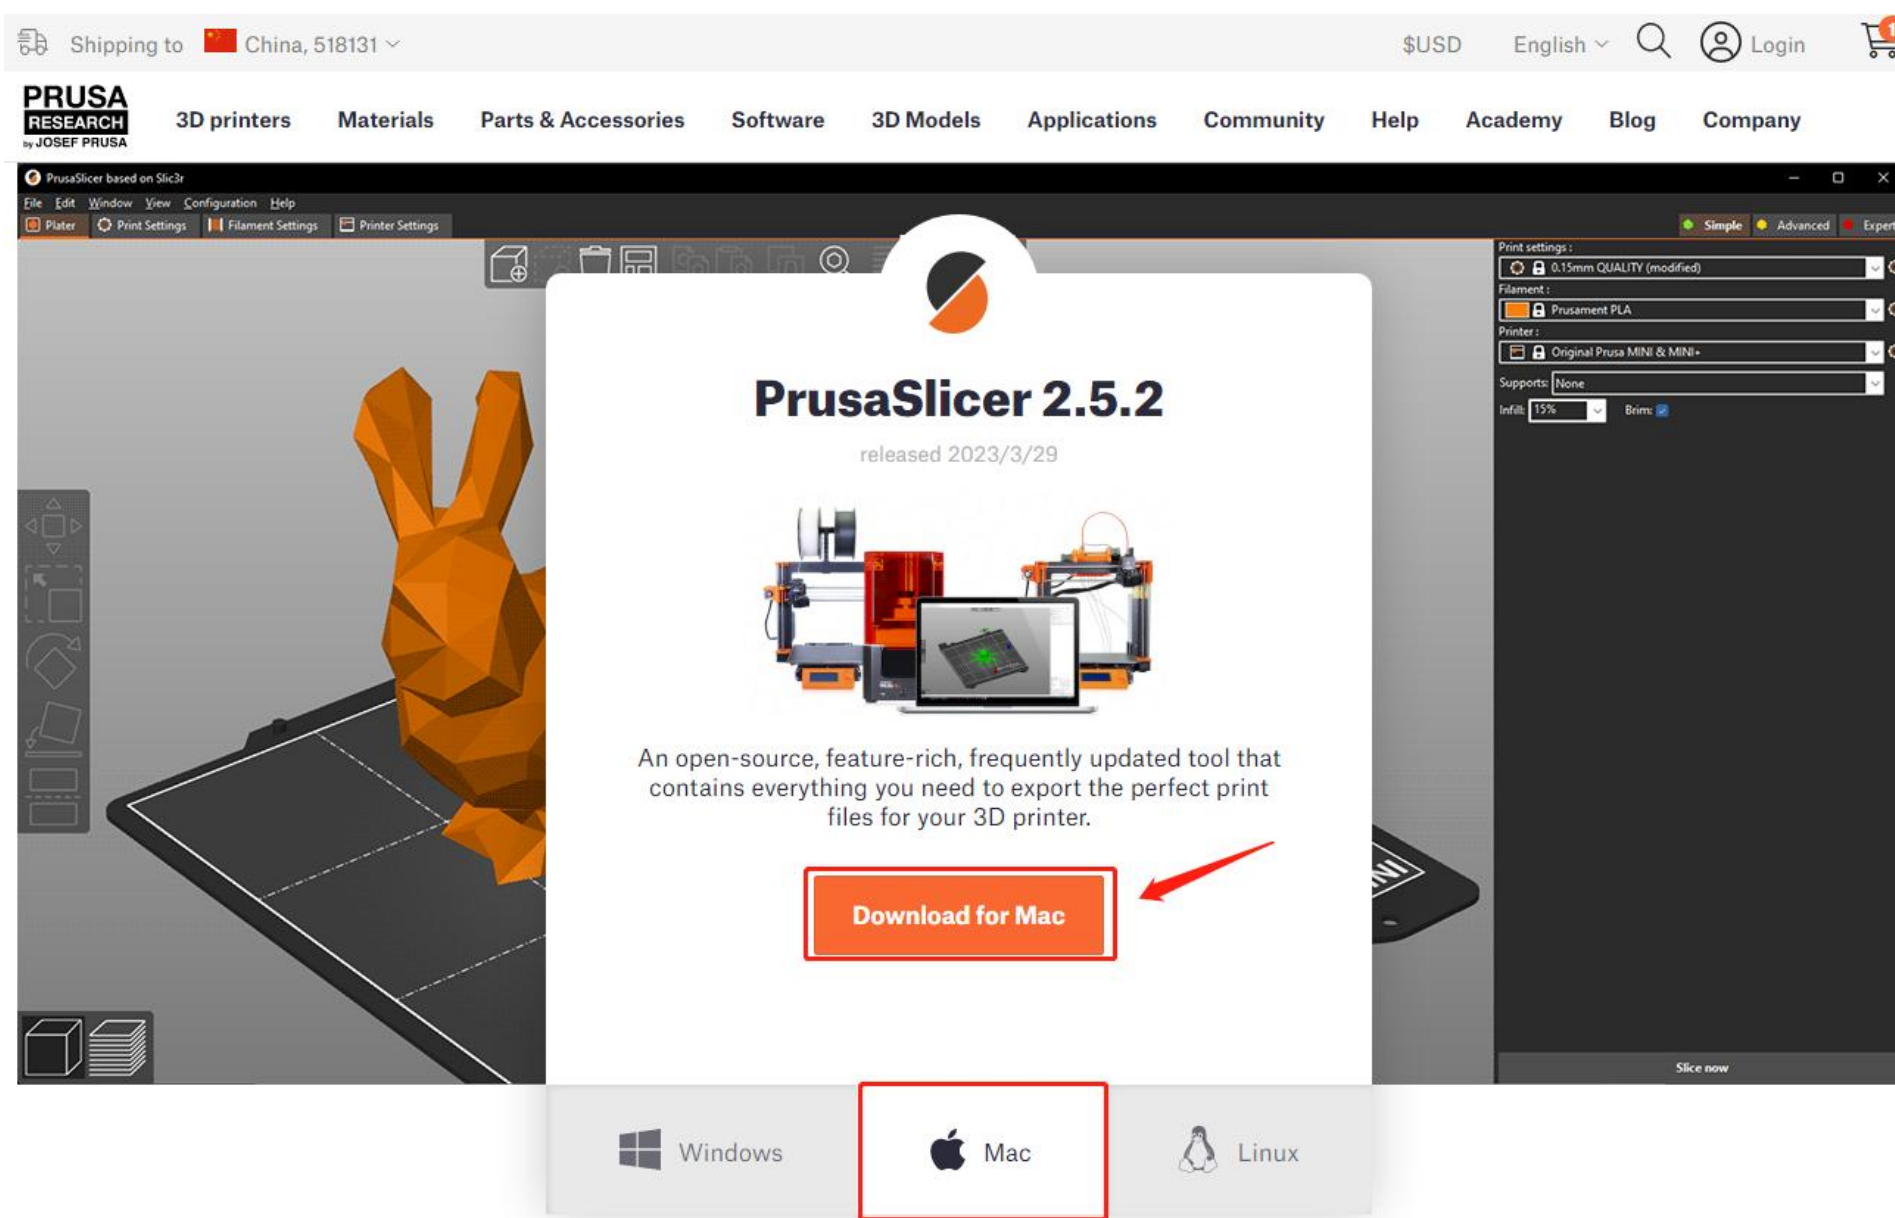 Shipping to China, 518131
$USD English Login 1
PRUSA
RESEARCH
by JOSEF PRUSA
3D printers Materials Parts & Accessories Software 3D Models Applications Community Help Academy Blog Company
PrusaSlicer based on Slic3r
File Edit Window View Configuration Help
Plater Print Settings Filament Settings Printer Settings
Simple Advanced Expert
Print settings :
0.15mm QUALITY (modified)
Filament :
Prusament PLA
Printer :
Original Prusa MINI & MINI+
Supports: None
Infill: 15% Brim:
PrusaSlicer 2.5.2
released 2023/3/29
An open-source, feature-rich, frequently updated tool that
contains everything you need to export the perfect print
files for your 3D printer.
Download for Mac
Slice now
Windows Mac Linux